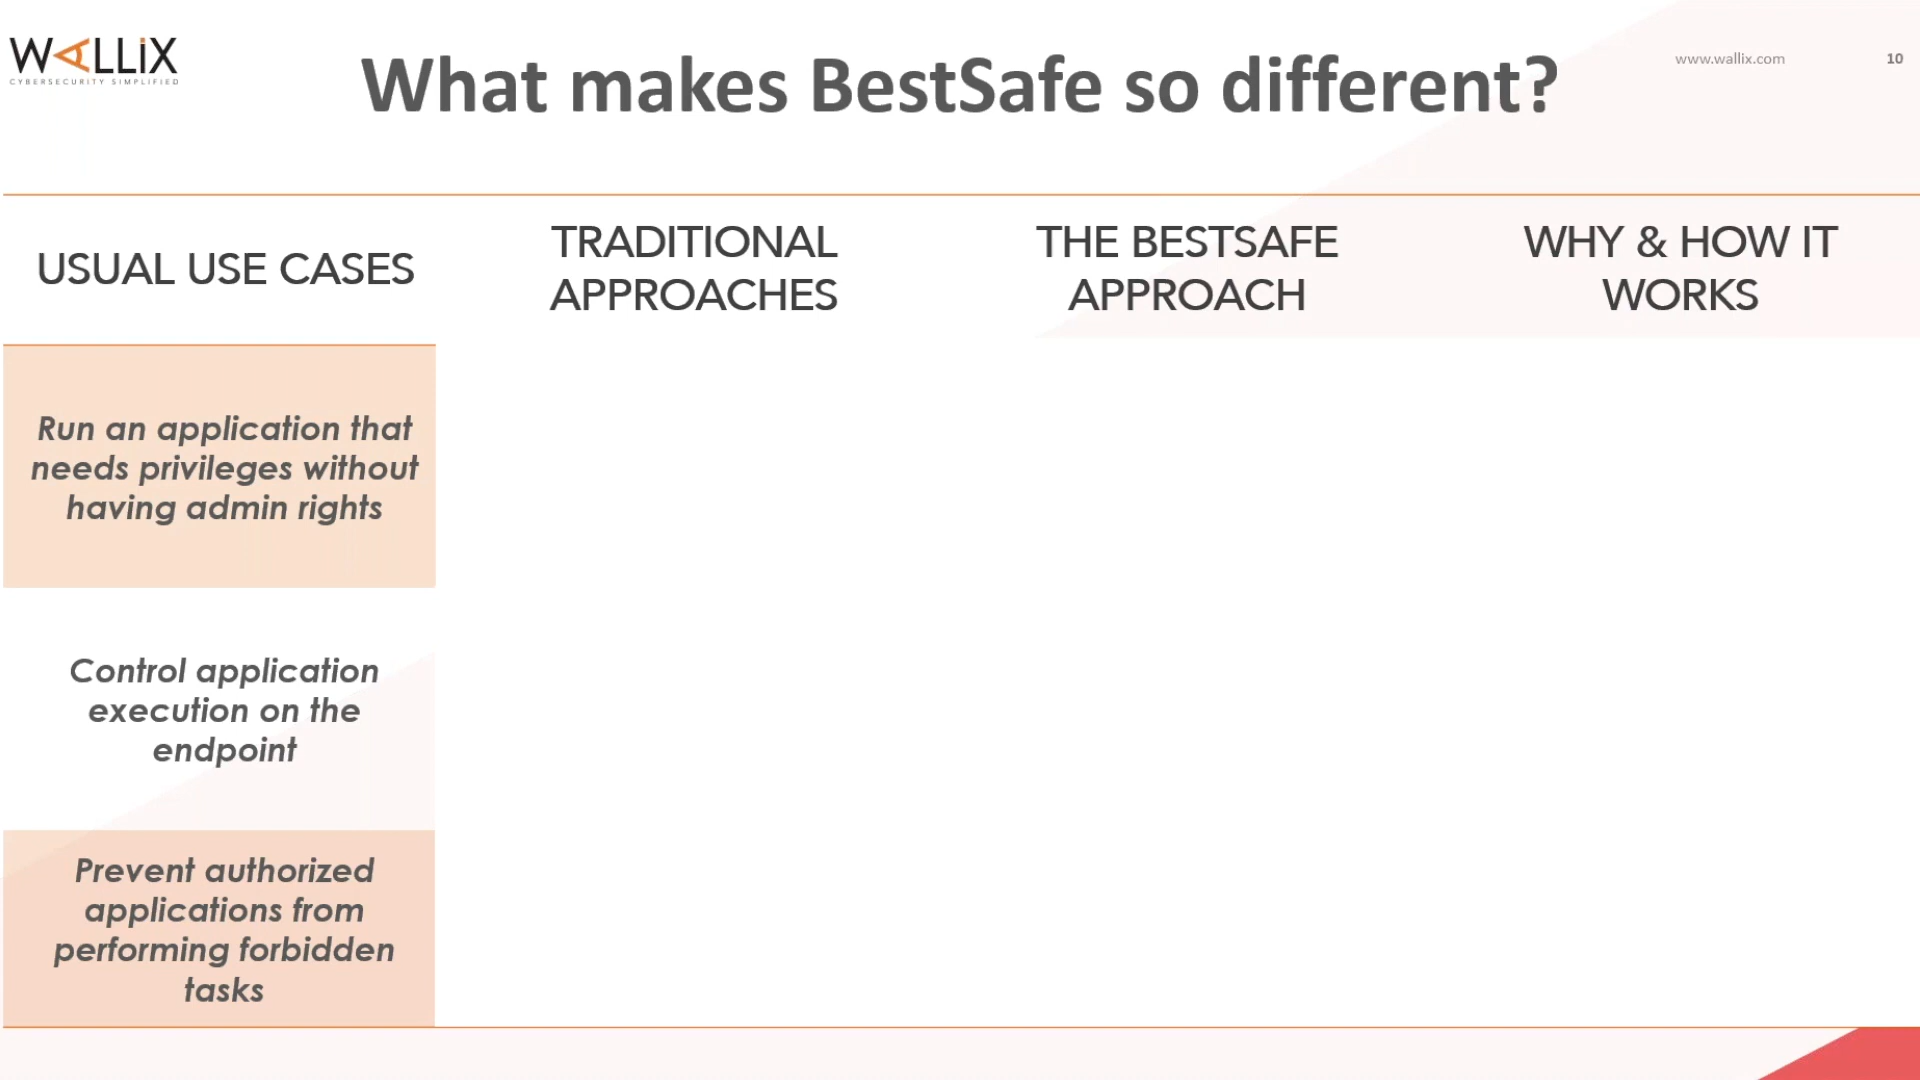 WALLiX
CYBERSECURITY SIMPLIFIED
What makes BestSafe so different?
www.wallix.com
10
USUAL USE CASES
TRADITIONAL
APPROACHES
THE BESTSAFE
APPROACH
WHY & HOW IT
WORKS
Run an application that
needs privileges without
having admin rights
Control application
execution on the
endpoint
Prevent authorized
applications from
performing forbidden
tasks